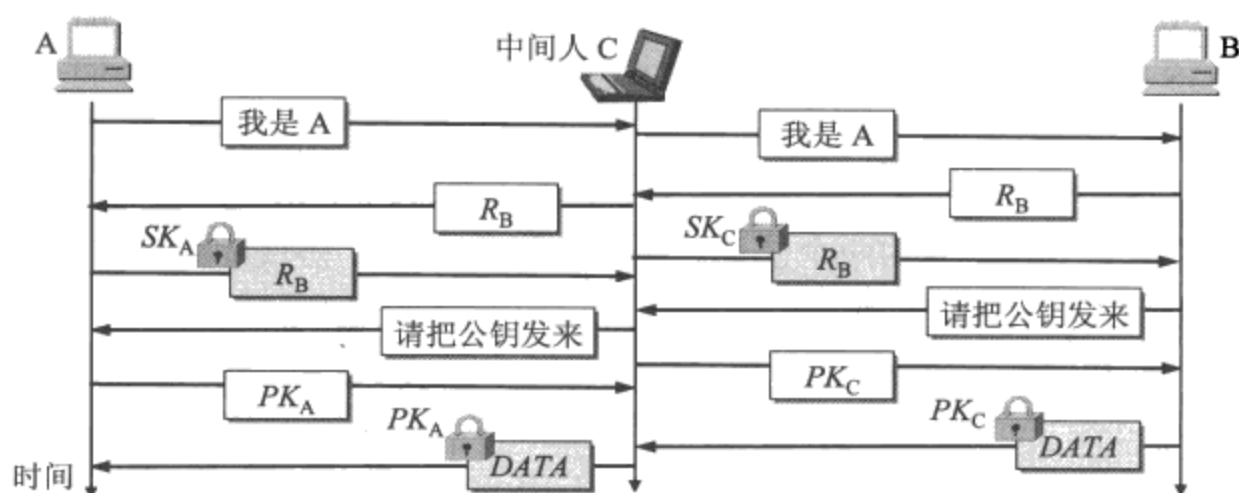 A
中间人 C
B
我是 A
我是 A
R_B
R_B
SK_A
R_B
SK_C
R_B
请把公钥发来
请把公钥发来
PK_A
PK_C
PK_A
DATA
PK_C
DATA
时间